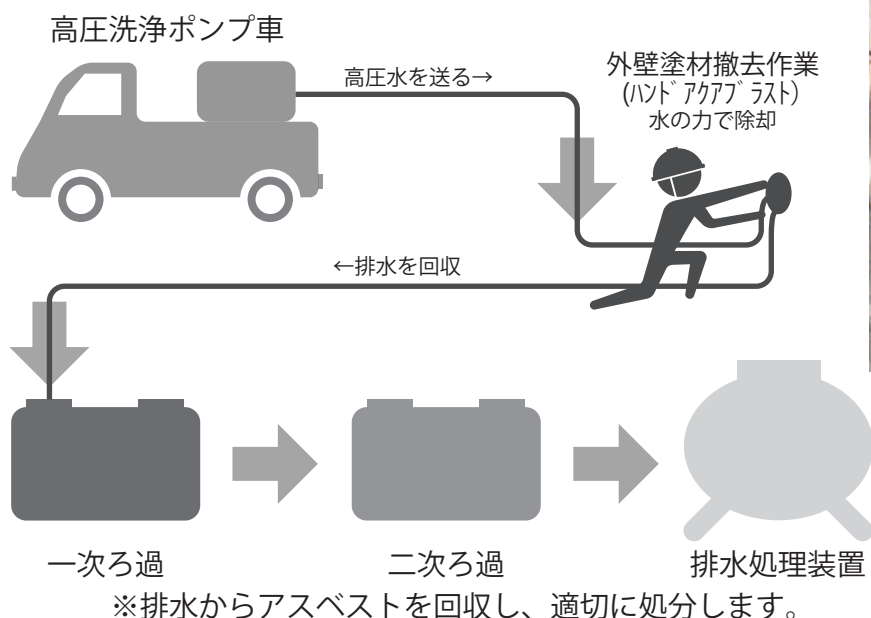 高圧洗浄ポンプ車
高圧水を送る→
外壁塗材撤去作業
(ハンドアクアブラスト)
水の力で除却
←排水を回収
一次ろ過
二次ろ過
排水処理装置
※排水からアスベストを回収し、適切に処分します。